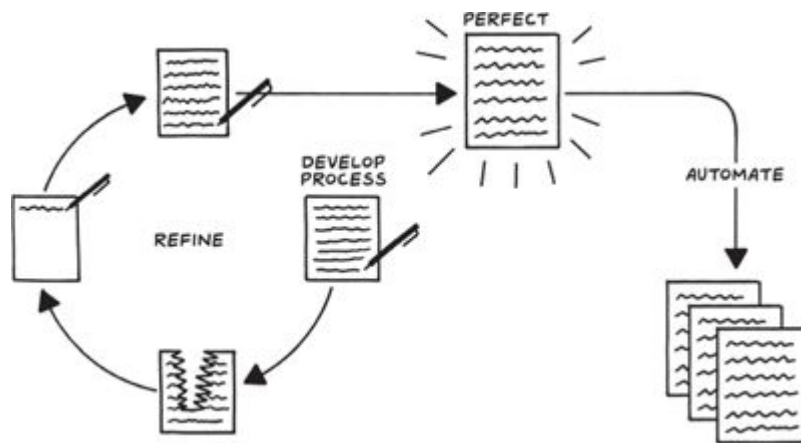 PERFECT
DEVELOP
PROCESS
AUTOMATE
REFINE